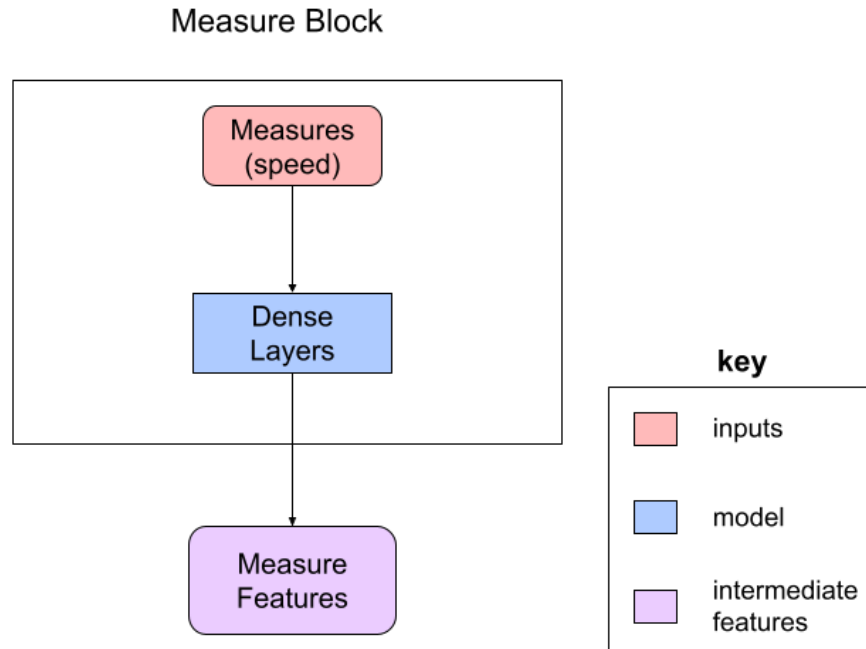 Measure Block
Measures
(speed)
Dense
Layers
Measure
Features
key
inputs
model
intermediate
features